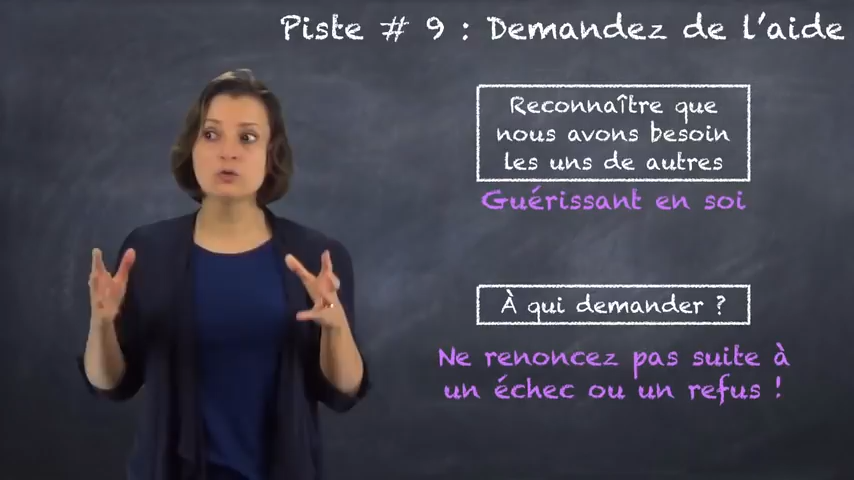 Piste # 9 : Demandez de l'aide
Reconnaître que
nous avons besoin
les uns de autres
Guérissant en soi
À qui demander ?
Ne renoncez pas suite à
un échec ou un refus !